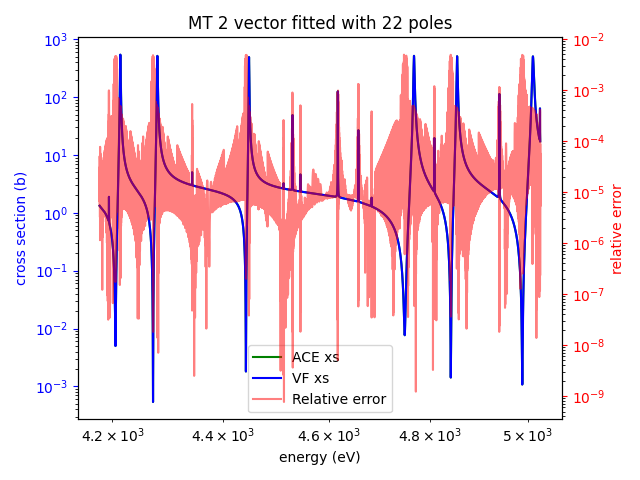 MT 2 vector fitted with 22 poles
10³
10²
10¹
10⁰
10⁻¹
10⁻²
10⁻³
cross section (b)
10⁻²
10⁻³
10⁻⁴
10⁻⁵
10⁻⁶
10⁻⁷
10⁻⁸
10⁻⁹
relative error
ACE xs
VF xs
Relative error
4.2 × 10³ 4.4 × 10³ 4.6 × 10³ 4.8 × 10³ 5 × 10³
energy (eV)